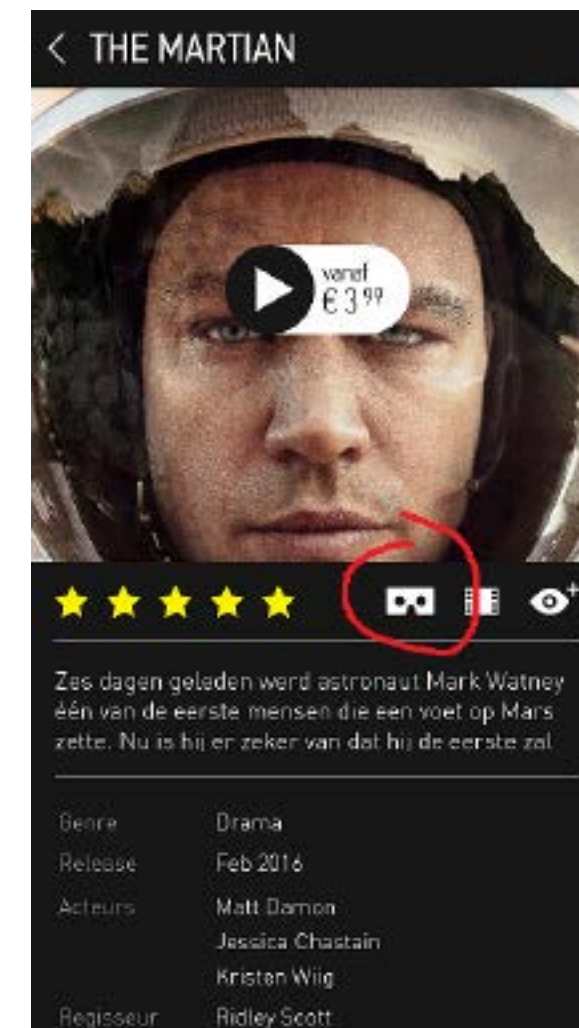 < THE MARTIAN
vanaf
€ 3 99
Zes dagen geleden werd astronaut Mark Watney
één van de eerste mensen die een voet op Mars
zette. Nu is hij er zeker van dat hij de eerste zal
Genre Drama
Release Feb 2016
Acteurs Matt Damon
Jessica Chastain
Kristen Wiig
Regisseur Ridley Scott